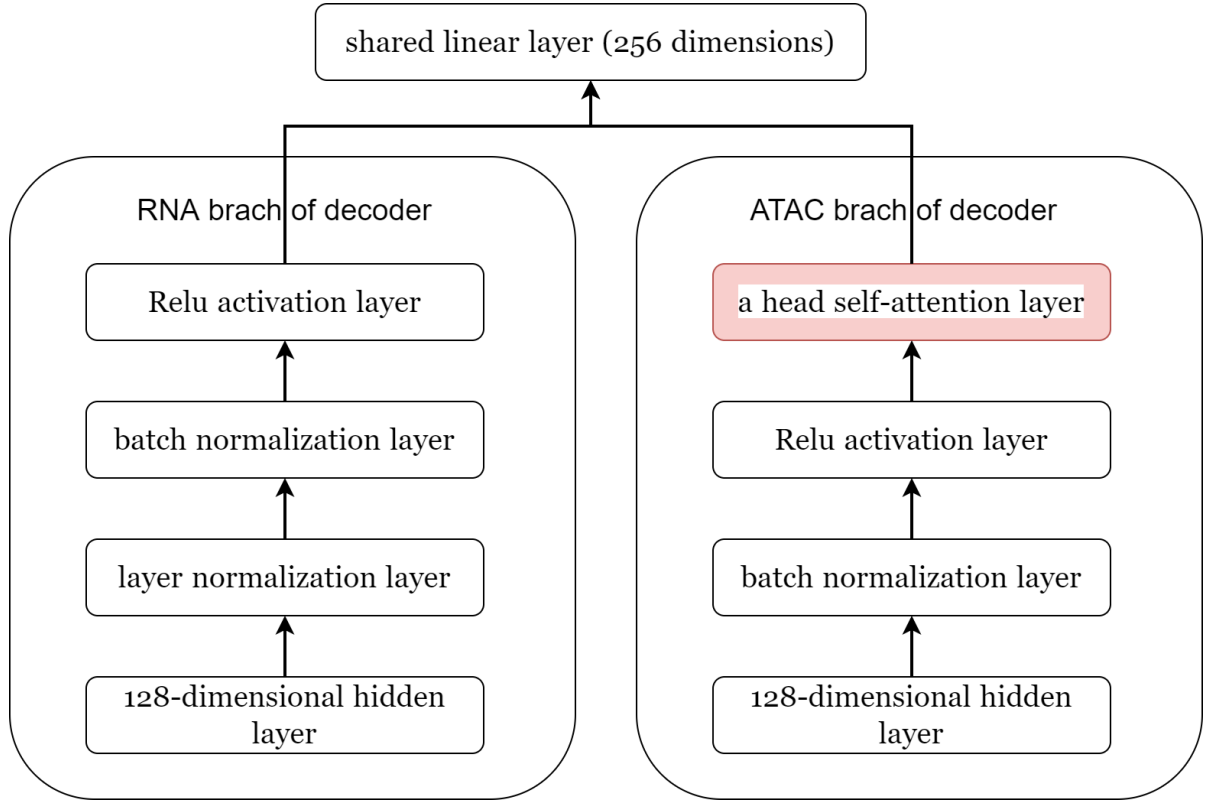 shared linear layer (256 dimensions)
RNA brach of decoder
Relu activation layer
batch normalization layer
layer normalization layer
128-dimensional hidden
layer
ATAC brach of decoder
a head self-attention layer
Relu activation layer
batch normalization layer
128-dimensional hidden
layer